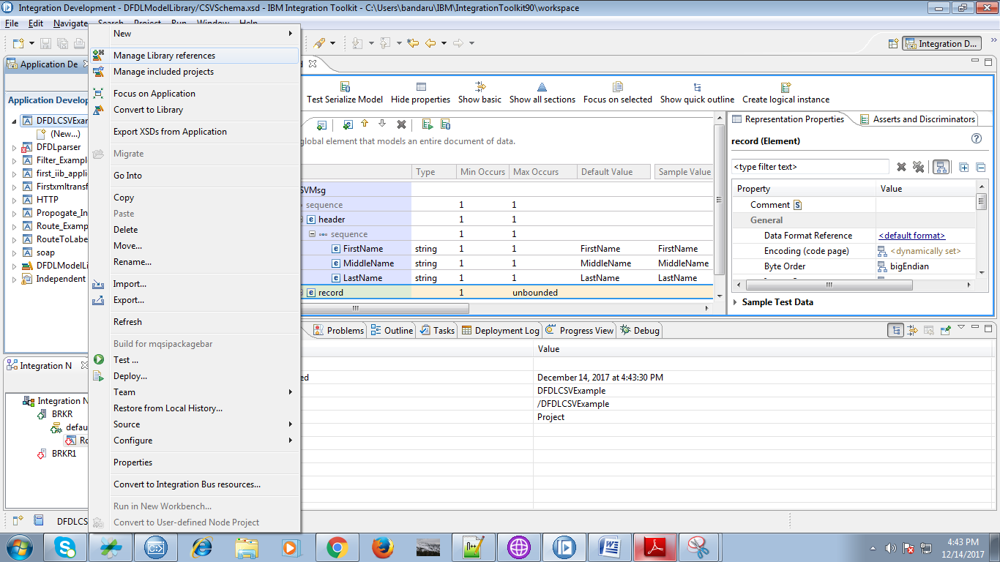 Integration Development - DFDLModelLibrary/CSVSchema.xsd - IBM Integration Toolkit - C:\Users\bandaru\IBM\IntegrationToolkit90\workspace
File Edit Navigate
Integration D...
Application De
Application Develop
DFDLCSVExar
(New...)
DFDLparser
Filter_Exampl
first_iib_applic
Firstxmltransf
HTTP
Propogate_In
Route_Examp
RouteToLabe
soap
DFDLModelLi
Independent
Integration N
Integration N
BRKR
defau
Ro
BRKR1
DFDLCS
New
Manage Library references
Manage included projects
Focus on Application
Convert to Library
Export XSDs from Application
Migrate
Go Into
Copy
Paste
Delete
Move...
Rename...
Import...
Export...
Refresh
Build for mqsipackagebar
Test ...
Deploy...
Team
Restore from Local History...
Source
Configure
Properties
Convert to Integration Bus resources...
Run in New Workbench...
Convert to User-defined Node Project
Test Serialize Model Hide properties Show basic Show all sections Focus on selected Show quick outline Create logical instance
global element that models an entire document of data.
Type Min Occurs Max Occurs Default Value Sample Value
SVMsg
sequence 1 1
header 1 1
sequence 1 1
FirstName string 1 1 FirstName FirstName
MiddleName string 1 1 MiddleName MiddleName
LastName string 1 1 LastName LastName
record 1 unbounded
Representation Properties Asserts and Discriminators
record (Element)
<type filter text>
Property Value
Comment
General
Data Format Reference <default format>
Encoding (code page) <dynamically set>
Byte Order bigEndian
Sample Test Data
Problems Outline Tasks Deployment Log Progress View Debug
Value
ed December 14, 2017 at 4:43:30 PM
DFDLCSVExample
/DFDLCSVExample
Project
4:43 PM
12/14/2017